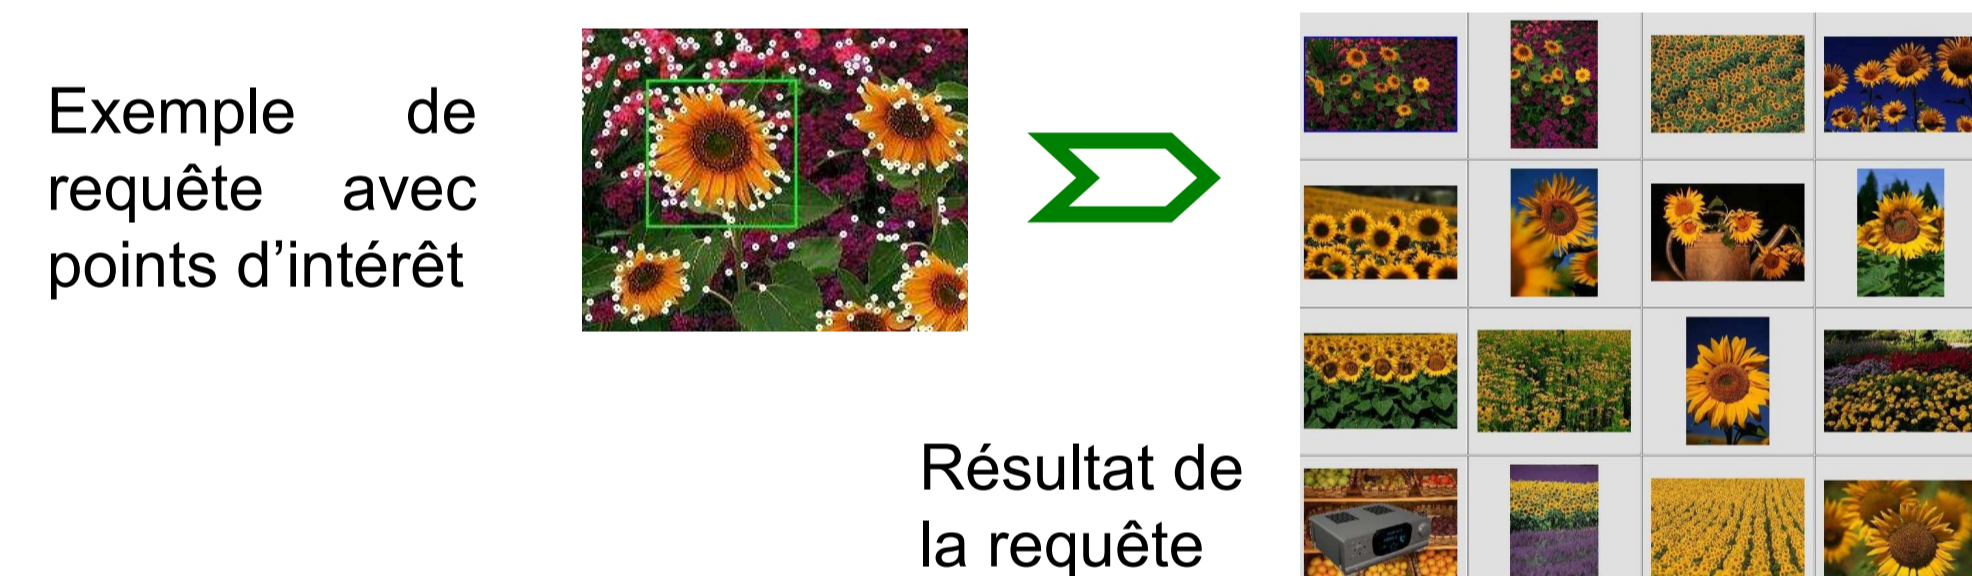 Exemple de
requête avec
points d’intérêt
Résultat de
la requête